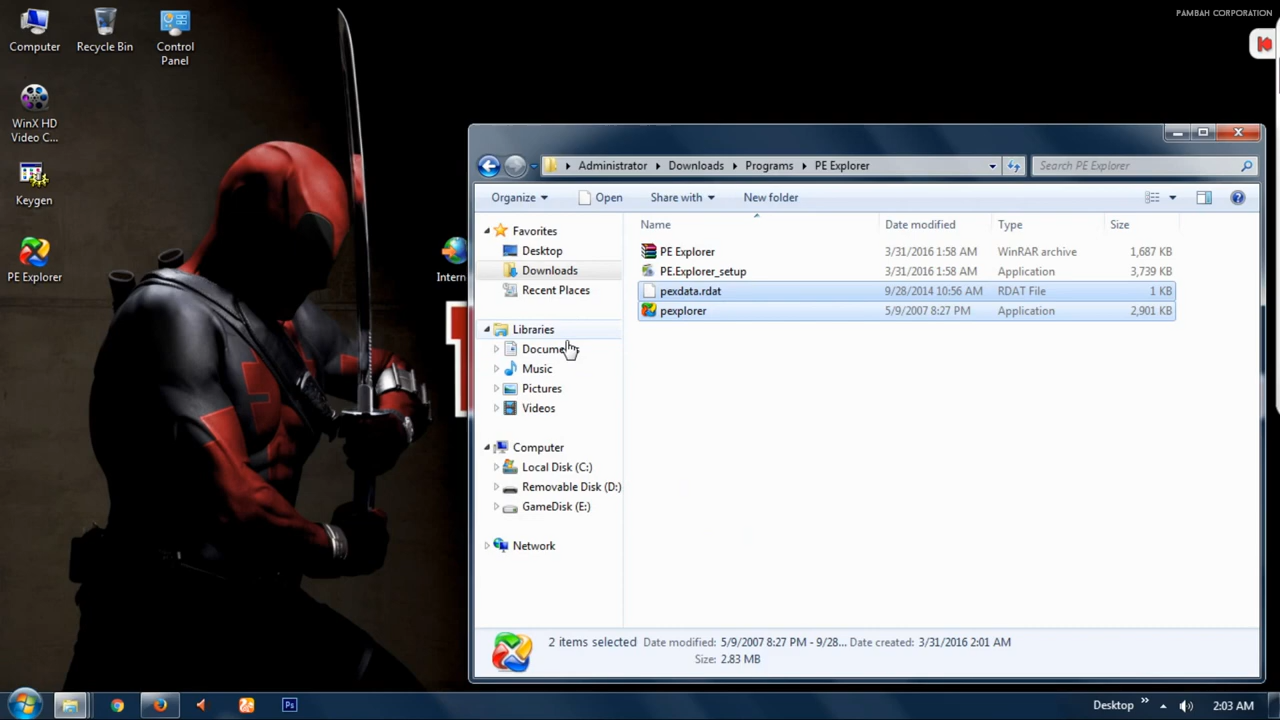 PAMBAH CORPORATION
Computer
Recycle Bin
Control
Panel
WinX HD
Video C...
Keygen
PE Explorer
Intern
Administrator
Downloads
Programs
PE Explorer
Search PE Explorer
Organize
Open
Share with
New folder
Name
Date modified
Type
Size
Favorites
Desktop
Downloads
Recent Places
Libraries
Music
Pictures
Videos
Computer
Local Disk (C:)
Removable Disk (D:)
GameDisk (E:)
Network
PE Explorer 3/31/2016 1:58 AM WinRAR archive 1,687 KB
PE.Explorer_setup 3/31/2016 1:58 AM Application 3,739 KB
pexdata.rdat 9/28/2014 10:56 AM RDAT File 1 KB
pexplorer 5/9/2007 8:27 PM Application 2,901 KB
2 items selected Date modified: 5/9/2007 8:27 PM - 9/28... Date created: 3/31/2016 2:01 AM
Size: 2.83 MB
Ps
Desktop
2:03 AM